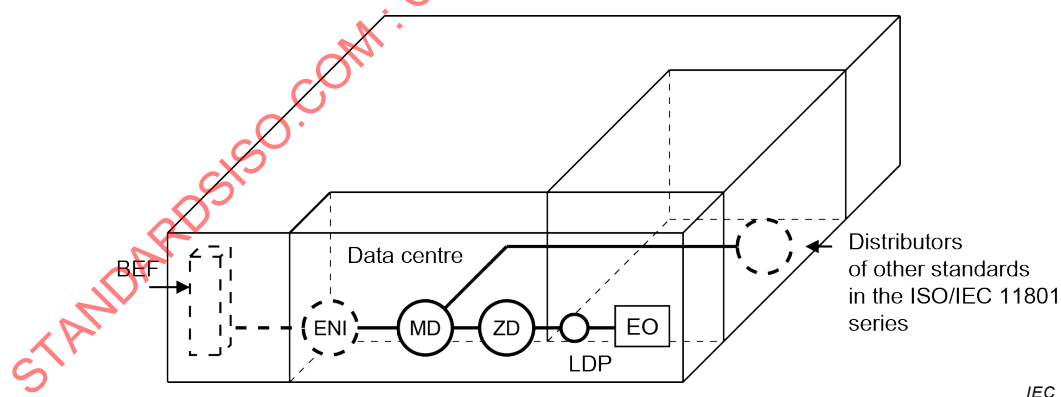 STANDARDSISO.COM : C
BEF
Data centre
ENI
MD
ZD
LDP
EO
Distributors
of other standards
in the ISO/IEC 11801
series
IEC